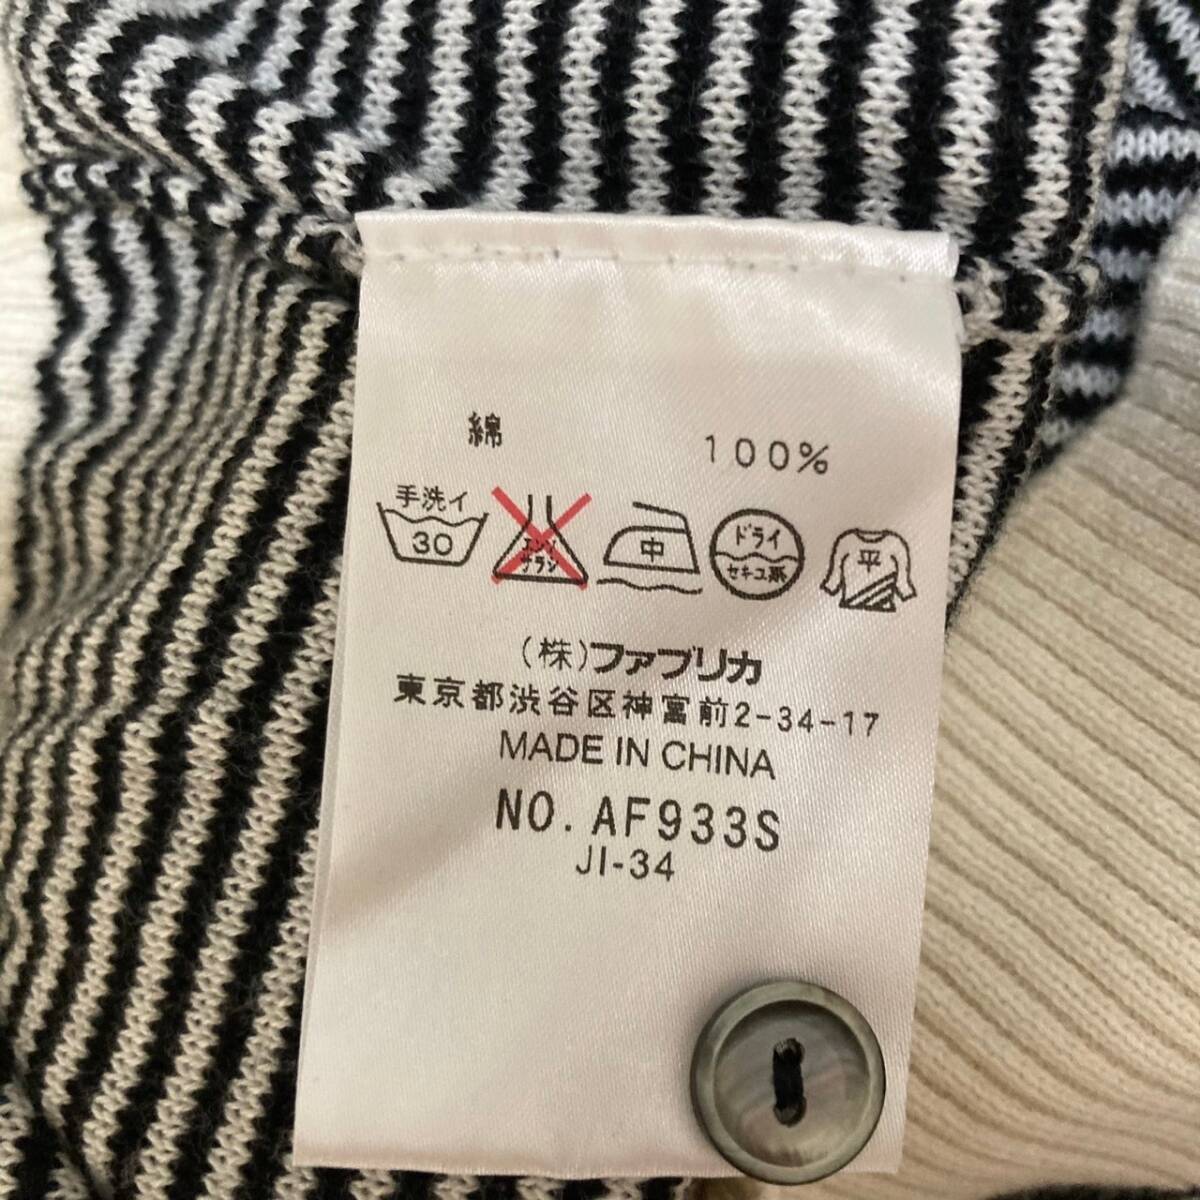 綿 100%
手洗イ 30 エンソ サラシ 中 ドライ セキユ系 平
(株)ファブリカ
東京都渋谷区神宮前2-34-17
MADE IN CHINA
NO. AF933S
JI-34